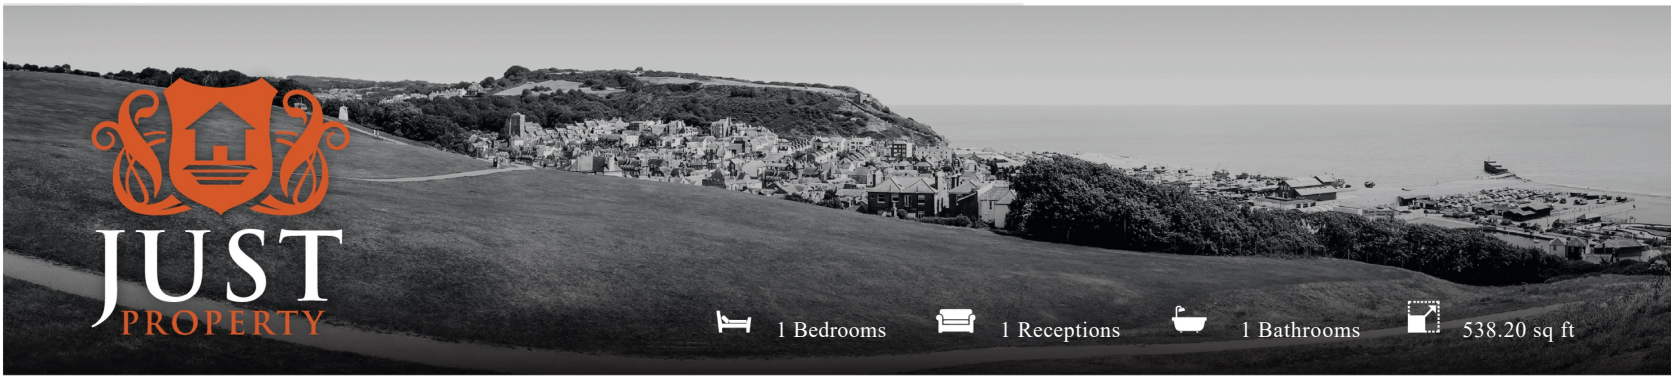 JUST
PROPERTY
1 Bedrooms
1 Receptions
1 Bathrooms
538.20 sq ft